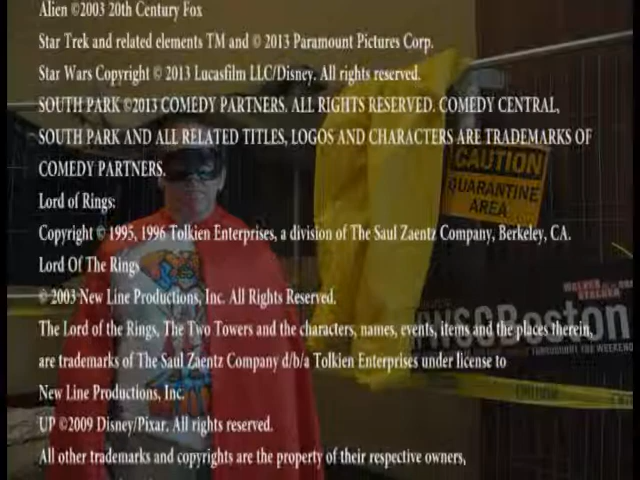 Alien ©2003 20th Century Fox
Star Trek and related elements TM and © 2013 Paramount Pictures Corp.
Star Wars Copyright © 2013 Lucasfilm LLC/Disney. All rights reserved.
SOUTH PARK ©2013 COMEDY PARTNERS. ALL RIGHTS RESERVED. COMEDY CENTRAL,
SOUTH PARK AND ALL RELATED TITLES, LOGOS AND CHARACTERS ARE TRADEMARKS OF
COMEDY PARTNERS.
CAUTION
QUARANTINE
AREA
Lord of Rings:
Copyright © 1995, 1996 Tolkien Enterprises, a division of The Saul Zaentz Company, Berkeley, CA.
Lord Of The Rings
© 2003 New Line Productions, Inc. All Rights Reserved.
WALKER
STALKER
WSCBoston
The Lord of the Rings, The Two Towers and the characters, names, events, items and the places therein,
THROUGHOUT THE WEEKEND
are trademarks of The Saul Zaentz Company d/b/a Tolkien Enterprises under license to
New Line Productions, Inc.
UP ©2009 Disney/Pixar. All rights reserved.
All other trademarks and copyrights are the property of their respective owners,